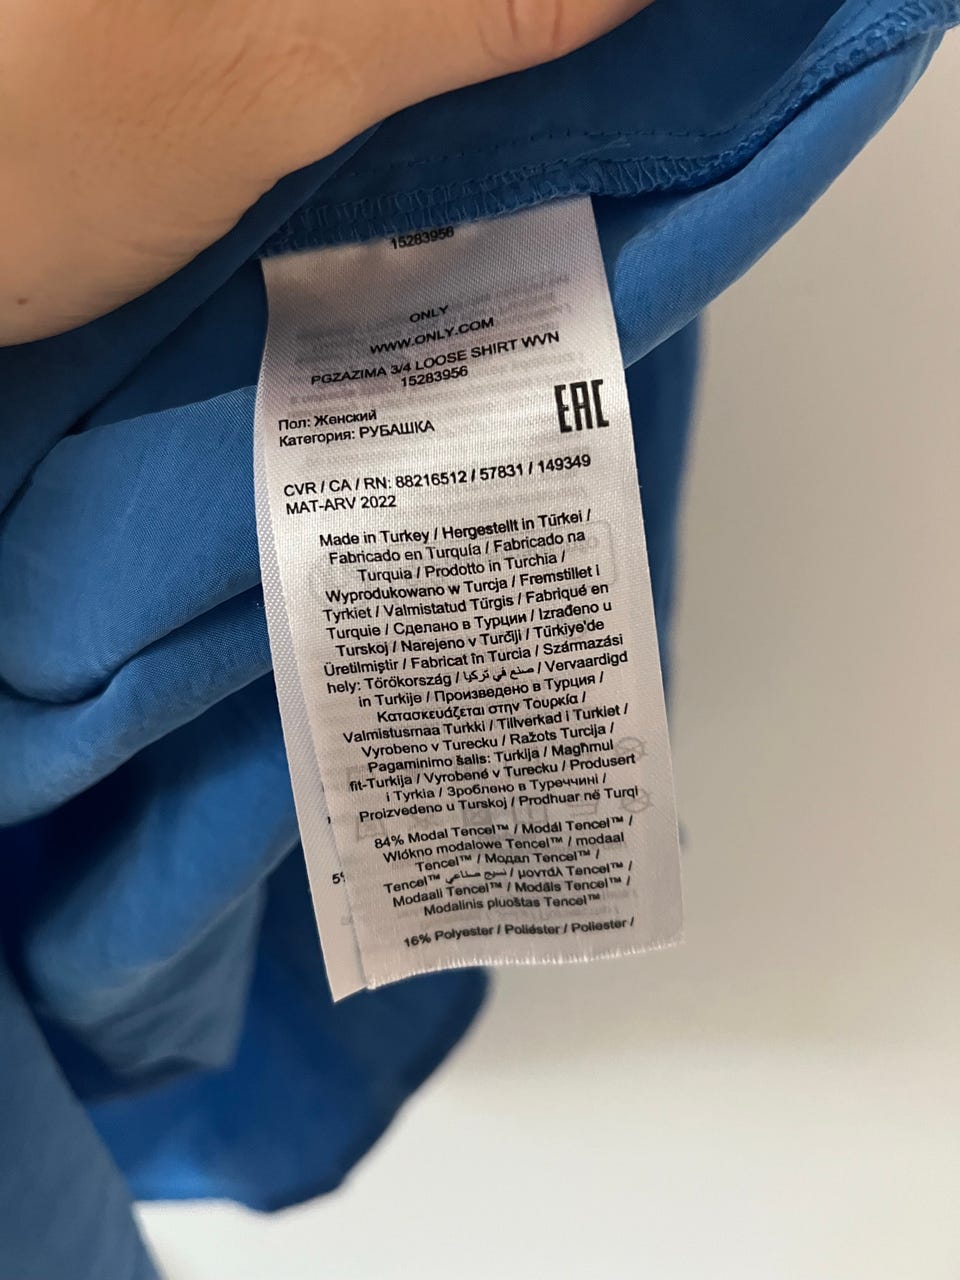 15283956
ONLY
WWW.ONLY.COM
PGZAZIMA 3/4 LOOSE SHIRT WVN
15283956
Пол: Женский
Категория: РУБАШКА
EAC
CVR / CA / RN: 88216512 / 57831 / 149349
MAT-ARV 2022
Made in Turkey / Hergestellt in Türkei /
Fabricado en Turquía / Fabricado na
Turquia / Prodotto in Turchia /
Wyprodukowano w Turcja / Fremstillet i
Tyrkiet / Valmistatud Türgis / Fabriqué en
Turquie / Сделано в Турции / Izrađeno u
Turskoj / Narejeno v Turčiji / Türkiye'de
Üretilmiştir / Fabricat în Turcia / Származási
hely: Törökország / صنع في تركيا / Vervaardigd
in Turkije / Произведено в Турция /
Κατασκευάζεται στην Τουρκία /
Valmistusmaa Turkki / Tillverkad i Turkiet /
Vyrobeno v Turecku / Ražots Turcija /
Pagaminimo šalis: Turkija / Magħmul
fit-Turkija / Vyrobené v Turecku / Produsert
i Tyrkia / Зроблено в Туреччині /
Proizvedeno u Turskoj / Prodhuar në Turqi
84% Modal Tencel™ / Modál Tencel™ /
Włókno modalowe Tencel™ / modaal
Tencel™ / Модан Tencel™ /
Tencel™ نسيج صناعي / μοντάλ Tencel™ /
Modaali Tencel™ / Modāls Tencel™ /
Modalinis pluoštas Tencel™
16% Polyester / Poliéster / Poliester /